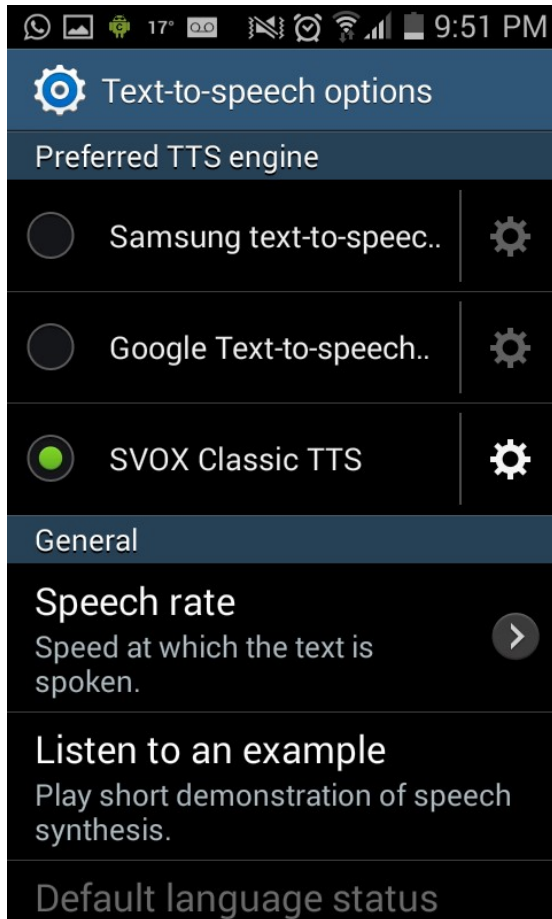 17° 9:51 PM
Text-to-speech options
Preferred TTS engine
Samsung text-to-speec..
Google Text-to-speech..
SVOX Classic TTS
General
Speech rate
Speed at which the text is
spoken.
Listen to an example
Play short demonstration of speech
synthesis.
Default language status